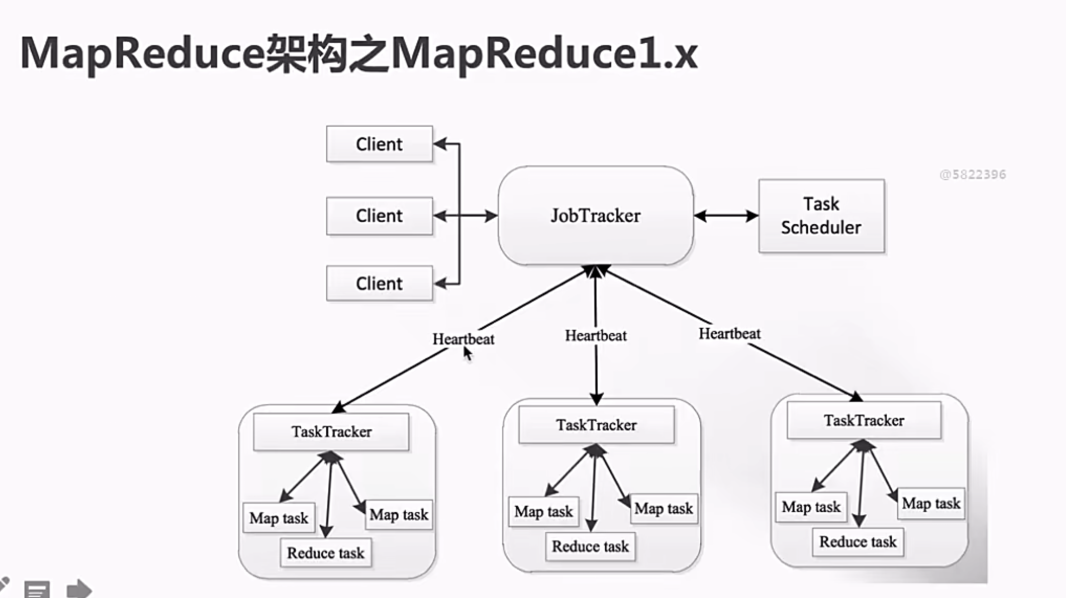 MapReduce架构之MapReduce1.x
Client
@5822396
Client
JobTracker
Task
Scheduler
Client
Heartbeat
Heartbeat
Heartbeat
TaskTracker
Map task
Map task
Reduce task
TaskTracker
Map task
Map task
Reduce task
TaskTracker
Map task
Map task
Reduce task